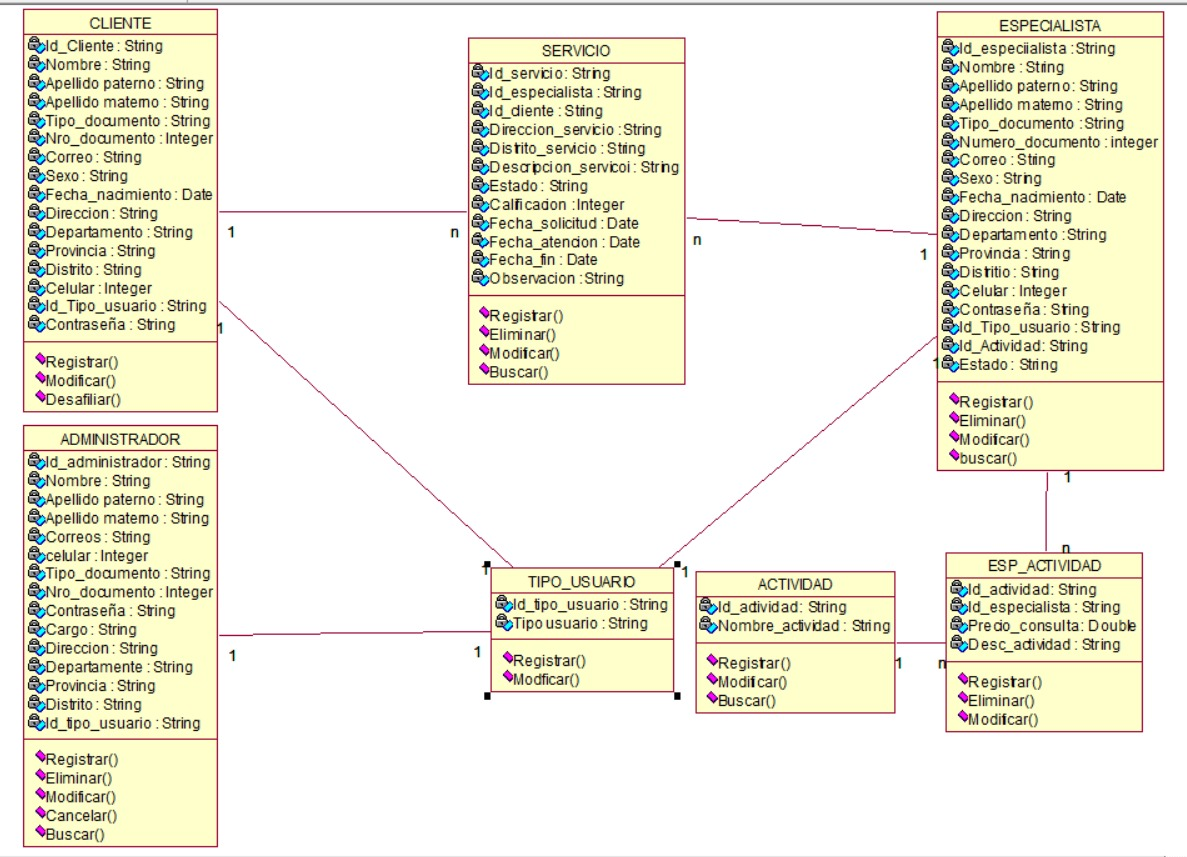 CLIENTE
Id_Cliente : String
Nombre : String
Apellido paterno : String
Apellido materno : String
Tipo_documento : String
Nro_documento : Integer
Correo : String
Sexo : String
Fecha_nacimiento : Date
Direccion : String
Departamento : String
Provincia : String
Distrito : String
Celular : Integer
Id_Tipo_usuario : String
Contraseña : String
Registrar()
Modificar()
Desafiliar()
SERVICIO
Id_servicio : String
Id_especialista : String
Id_cliente : String
Direccion_servicio : String
Distrito_servicio : String
Descripcion_servicoi : String
Estado : String
Calificacion : Integer
Fecha_solicitud : Date
Fecha_atencion : Date
Fecha_fin : Date
Observacion : String
Registrar()
Eliminar()
Modificar()
Buscar()
ESPECIALISTA
Id_especiialista : String
Nombre : String
Apellido paterno : String
Apellido materno : String
Tipo_documento : String
Numero_documento : integer
Correo : String
Sexo : String
Fecha_nacimiento : Date
Direccion : String
Departamento : String
Provincia : String
Distritio : String
Celular : Integer
Contraseña : String
Id_Tipo_usuario : String
Id_Actividad : String
Estado : String
Registrar()
Eliminar()
Modificar()
buscar()
1
n
n
1
1
1
1
1
1
n
1
1
1
n
ADMINISTRADOR
Id_administrador : String
Nombre : String
Apellido paterno : String
Apellido materno : String
Correos : String
celular : Integer
Tipo_documento : String
Nro_documento : Integer
Contraseña : String
Cargo : String
Direccion : String
Departamente : String
Provincia : String
Distrito : String
Id_tipo_usuario : String
Registrar()
Eliminar()
Modificar()
Cancelar()
Buscar()
TIPO_USUARIO
Id_tipo_usuario : String
Tipo usuario : String
Registrar()
Modficar()
ACTIVIDAD
Id_actividad : String
Nombre_actividad : String
Registrar()
Modificar()
Buscar()
ESP_ACTIVIDAD
Id_actividad : String
Id_especialista : String
Precio_consulta : Double
Desc_actividad : String
Registrar()
Eliminar()
Modificar()